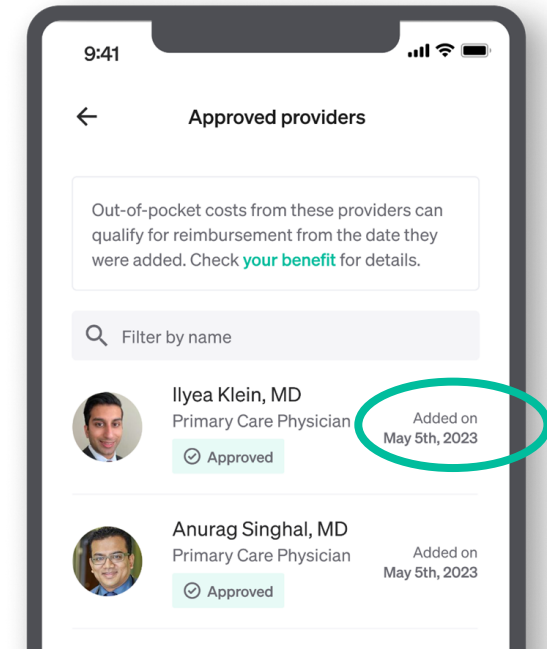 9:41
Approved providers
Out-of-pocket costs from these providers can
qualify for reimbursement from the date they
were added. Check your benefit for details.
Filter by name
Ilyea Klein, MD
Primary Care Physician
Approved
Added on
May 5th, 2023
Anurag Singhal, MD
Primary Care Physician
Approved
Added on
May 5th, 2023